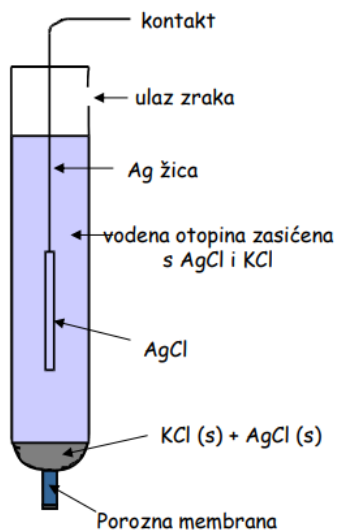 kontakt
ulaz zraka
Ag žica
vodena otopina zasićena
s AgCl i KCl
AgCl
KCl (s) + AgCl (s)
Porozna membrana